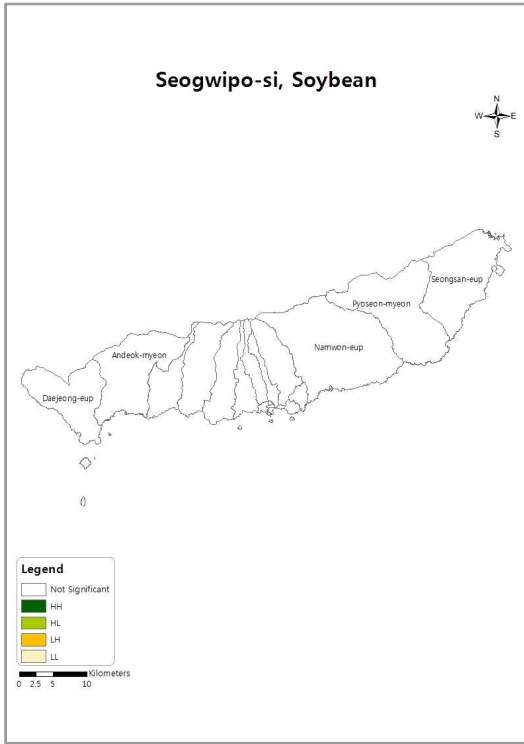 Seogwipo-si, Soybean
N
W E
S
Seongsan-eup
Pyoseon-myeon
Namwon-eup
Andeok-myeon
Daejeong-eup
Legend
Not Significant
HH
HL
LH
LL
Kilometers
0 2.5 5 10